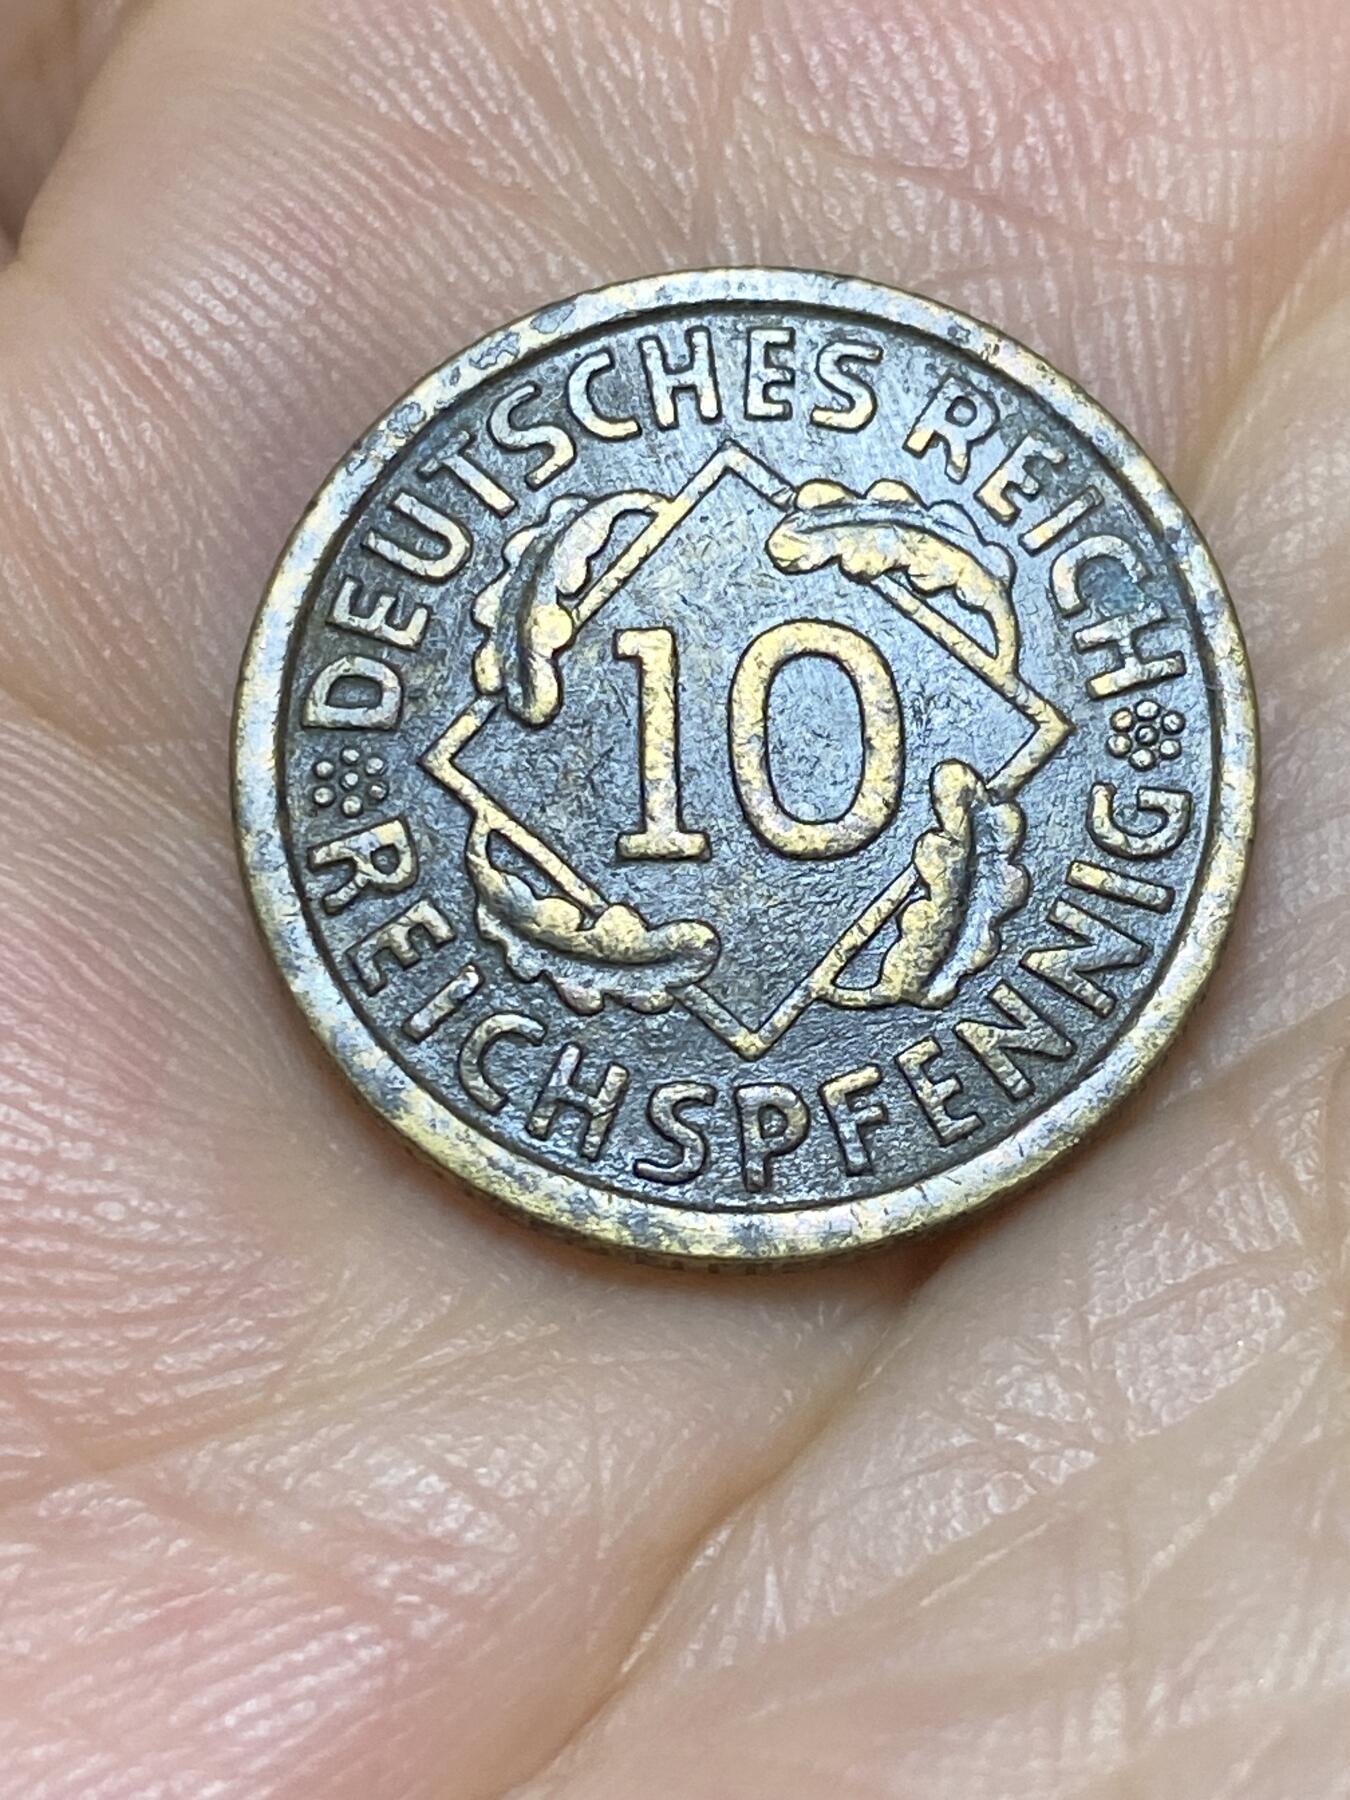 DEUTSCHES REICH
10
REICHSPFENNIG